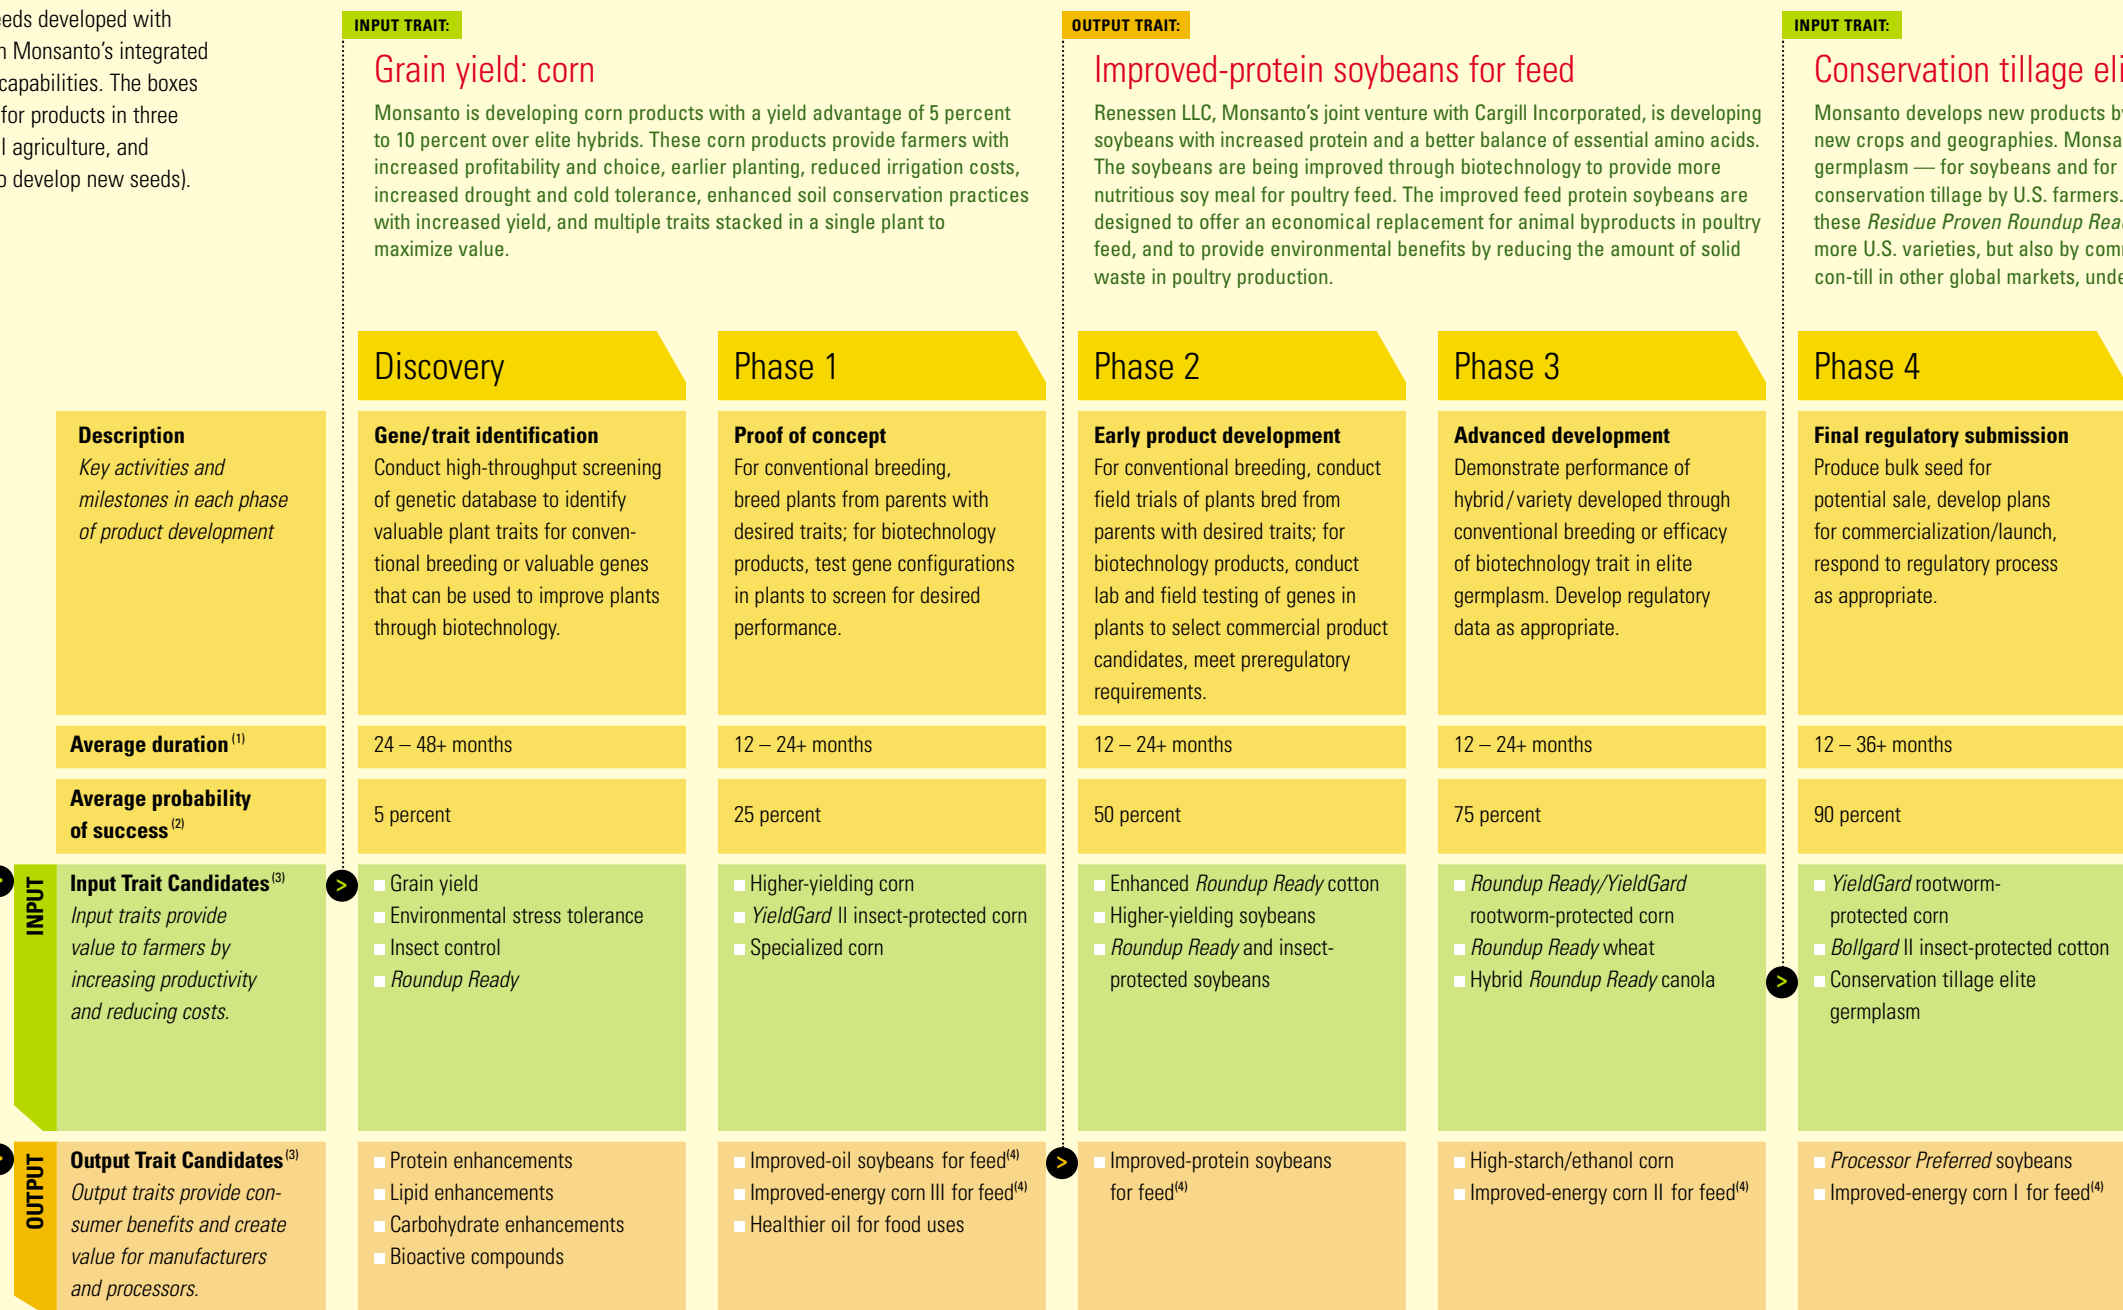 seeds developed with
Monsanto's integrated
capabilities. The boxes
for products in three
agriculture, and
to develop new seeds).
INPUT TRAIT:
Grain yield: corn
Monsanto is developing corn products with a yield advantage of 5 percent
to 10 percent over elite hybrids. These corn products provide farmers with
increased profitability and choice, earlier planting, reduced irrigation costs,
increased drought and cold tolerance, enhanced soil conservation practices
with increased yield, and multiple traits stacked in a single plant to
maximize value.
OUTPUT TRAIT:
Improved-protein soybeans for feed
Renessen LLC, Monsanto's joint venture with Cargill Incorporated, is developing
soybeans with increased protein and a better balance of essential amino acids.
The soybeans are being improved through biotechnology to provide more
nutritious soy meal for poultry feed. The improved feed protein soybeans are
designed to offer an economical replacement for animal byproducts in poultry
feed, and to provide environmental benefits by reducing the amount of solid
waste in poultry production.
INPUT TRAIT:
Conservation tillage
Monsanto develops new products
new crops and geographies.
germplasm — for soybeans and for
conservation tillage by U.S. farmers.
these Residue Proven Roundup
more U.S. varieties, but also by
con-till in other global markets,
Discovery
Phase 1
Phase 2
Phase 3
Phase 4
Description
Key activities and
milestones in each phase
of product development
Gene/trait identification
Conduct high-throughput screening
of genetic database to identify
valuable plant traits for conven-
tional breeding or valuable genes
that can be used to improve plants
through biotechnology.
Proof of concept
For conventional breeding,
breed plants from parents with
desired traits; for biotechnology
products, test gene configurations
in plants to screen for desired
performance.
Early product development
For conventional breeding, conduct
field trials of plants bred from
parents with desired traits; for
biotechnology products, conduct
lab and field testing of genes in
plants to select commercial product
candidates, meet preregulatory
requirements.
Advanced development
Demonstrate performance of
hybrid/variety developed through
conventional breeding or efficacy
of biotechnology trait in elite
germplasm. Develop regulatory
data as appropriate.
Final regulatory submission
Produce bulk seed for
potential sale, develop plans
for commercialization/launch,
respond to regulatory process
as appropriate.
Average duration (1)
24 – 48+ months
12 – 24+ months
12 – 24+ months
12 – 24+ months
12 – 36+ months
Average probability
of success (2)
5 percent
25 percent
50 percent
75 percent
90 percent
INPUT
Input Trait Candidates (3)
Input traits provide
value to farmers by
increasing productivity
and reducing costs.
>
Grain yield
Environmental stress tolerance
Insect control
Roundup Ready
Higher-yielding corn
YieldGard II insect-protected corn
Specialized corn
Enhanced Roundup Ready cotton
Higher-yielding soybeans
Roundup Ready and insect-
protected soybeans
Roundup Ready/YieldGard
rootworm-protected corn
Roundup Ready wheat
Hybrid Roundup Ready canola
>
YieldGard rootworm-
protected corn
Bollgard II insect-protected cotton
Conservation tillage elite
germplasm
OUTPUT
Output Trait Candidates (3)
Output traits provide con-
sumer benefits and create
value for manufacturers
and processors.
Protein enhancements
Lipid enhancements
Carbohydrate enhancements
Bioactive compounds
Improved-oil soybeans for feed(4)
Improved-energy corn III for feed(4)
Healthier oil for food uses
>
Improved-protein soybeans
for feed(4)
High-starch/ethanol corn
Improved-energy corn II for feed(4)
Processor Preferred soybeans
Improved-energy corn I for feed(4)